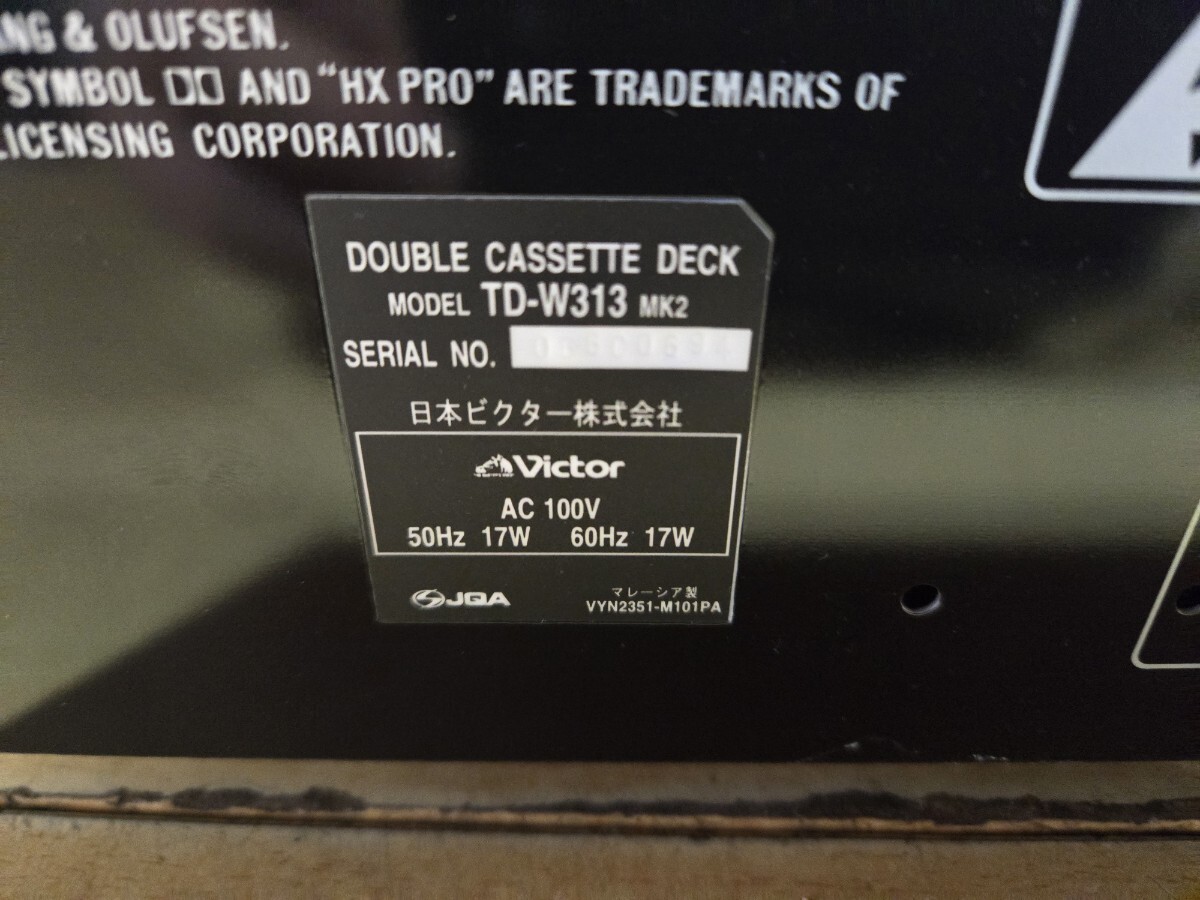 & OLUFSEN.
SYMBOL DD AND "HX PRO" ARE TRADEMARKS OF
LICENSING CORPORATION.
DOUBLE CASSETTE DECK
MODEL TD-W313 MK2
SERIAL NO.
日本ビクター株式会社
Victor
AC 100V
50Hz 17W 60Hz 17W
JQA
マレーシア製
VYN2351-M101PA